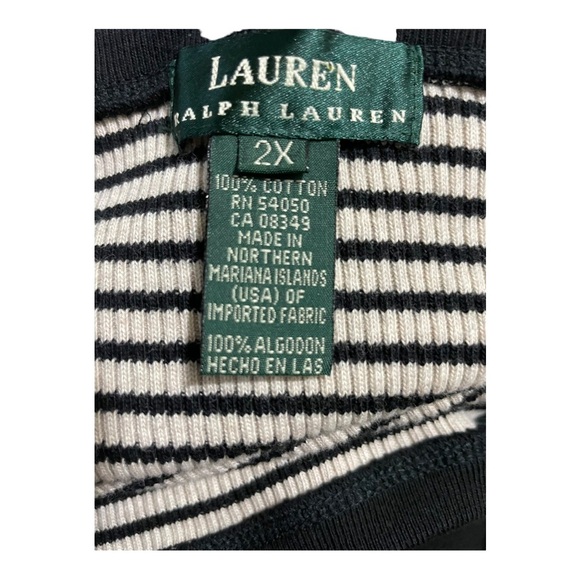 LAUREN
RALPH LAUREN
2X
100% COTTON
RN 54050
CA 08349
MADE IN
NORTHERN
MARIANA ISLANDS
(USA) OF
IMPORTED FABRIC
100% ALGODON
HECHO EN LAS